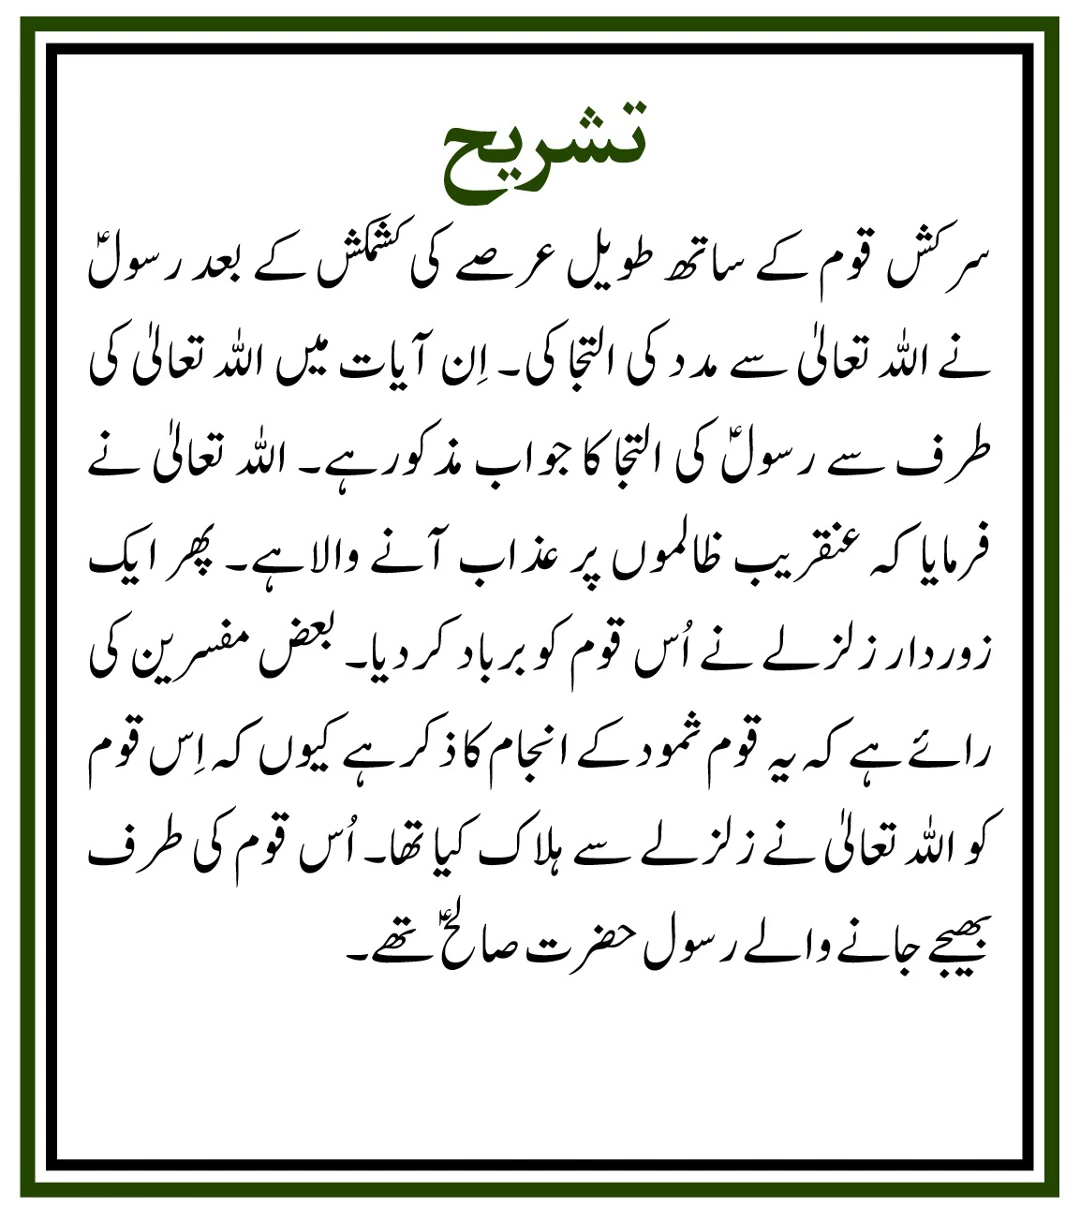 تشریح
سرکش قوم کے ساتھ طویل عرصے کی کشمکش کے بعد رسولؑ
نے اللہ تعالیٰ سے مدد کی التجا کی۔ اِن آیات میں اللہ تعالیٰ کی
طرف سے رسولؑ کی التجا کا جواب مذکور ہے۔ اللہ تعالیٰ نے
فرمایا کہ عنقریب ظالموں پر عذاب آنے والا ہے۔ پھر ایک
زوردار زلزلے نے اُس قوم کو برباد کر دیا۔ بعض مفسرین کی
رائے ہے کہ یہ قوم ثمود کے انجام کا ذکر ہے کیوں کہ اِس قوم
کو اللہ تعالیٰ نے زلزلے سے ہلاک کیا تھا۔ اُس قوم کی طرف
بھیجے جانے والے رسول حضرت صالحؑ تھے۔